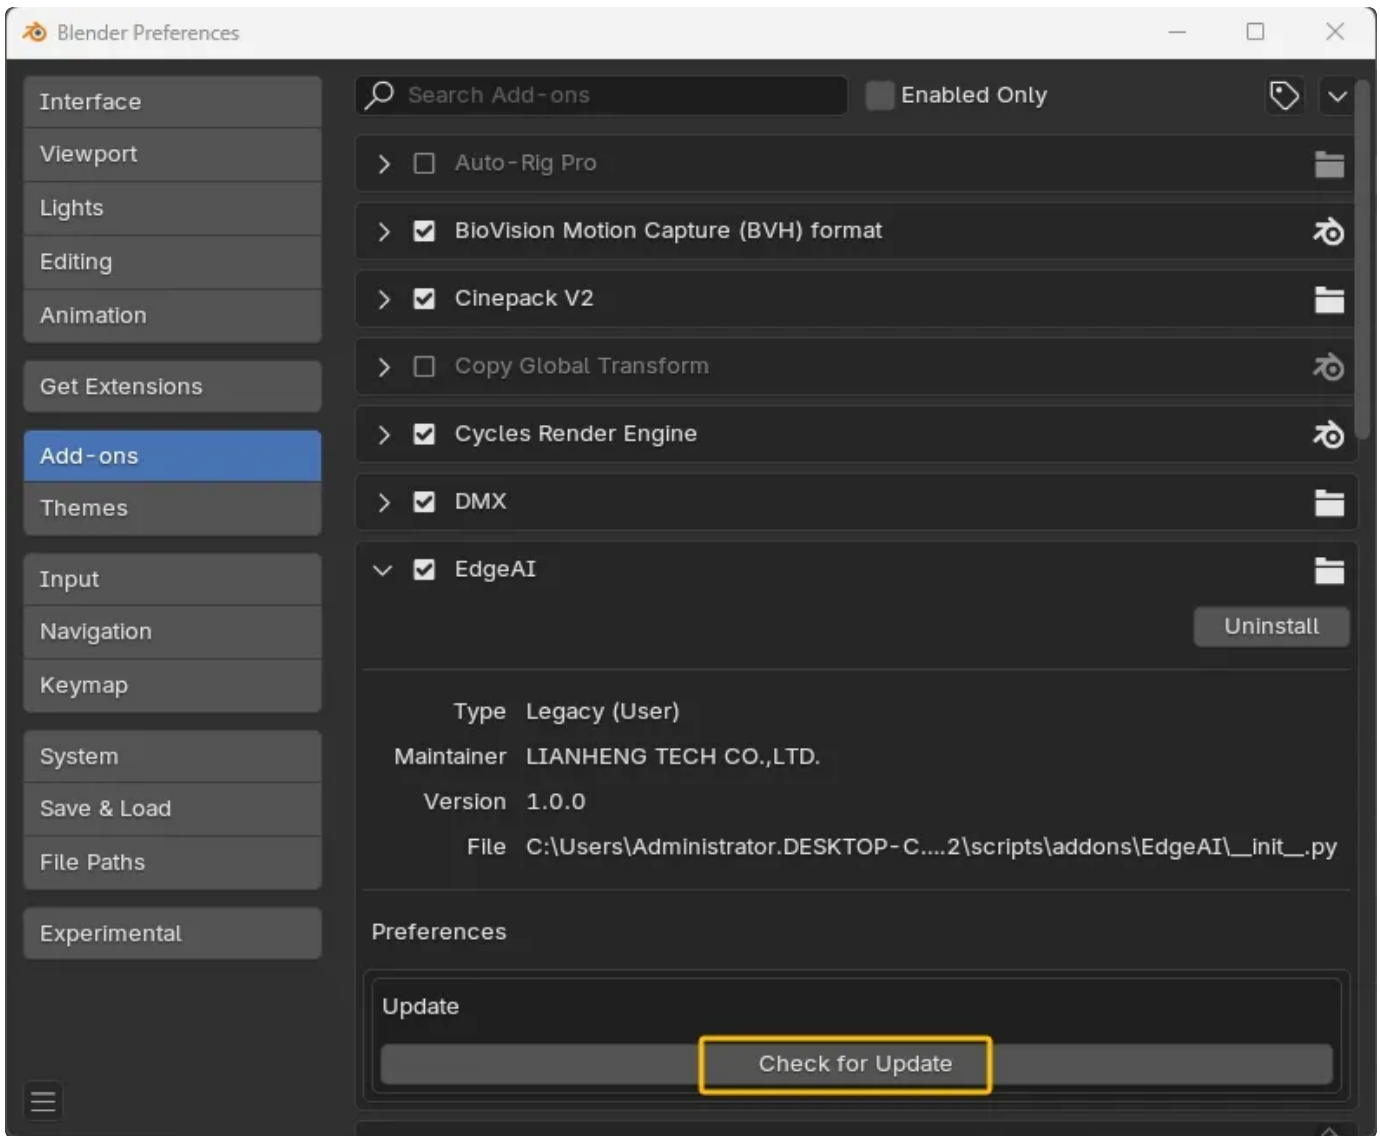 Blender Preferences
Interface
Viewport
Lights
Editing
Animation
Get Extensions
Add-ons
Themes
Input
Navigation
Keymap
System
Save & Load
File Paths
Experimental
Search Add-ons
Enabled Only
Auto-Rig Pro
BioVision Motion Capture (BVH) format
Cinepack V2
Copy Global Transform
Cycles Render Engine
DMX
EdgeAI
Uninstall
Type Legacy (User)
Maintainer LIANHENG TECH CO.,LTD.
Version 1.0.0
File C:\Users\Administrator.DESKTOP-C....2\scripts\addons\EdgeAI\__init__.py
Preferences
Update
Check for Update